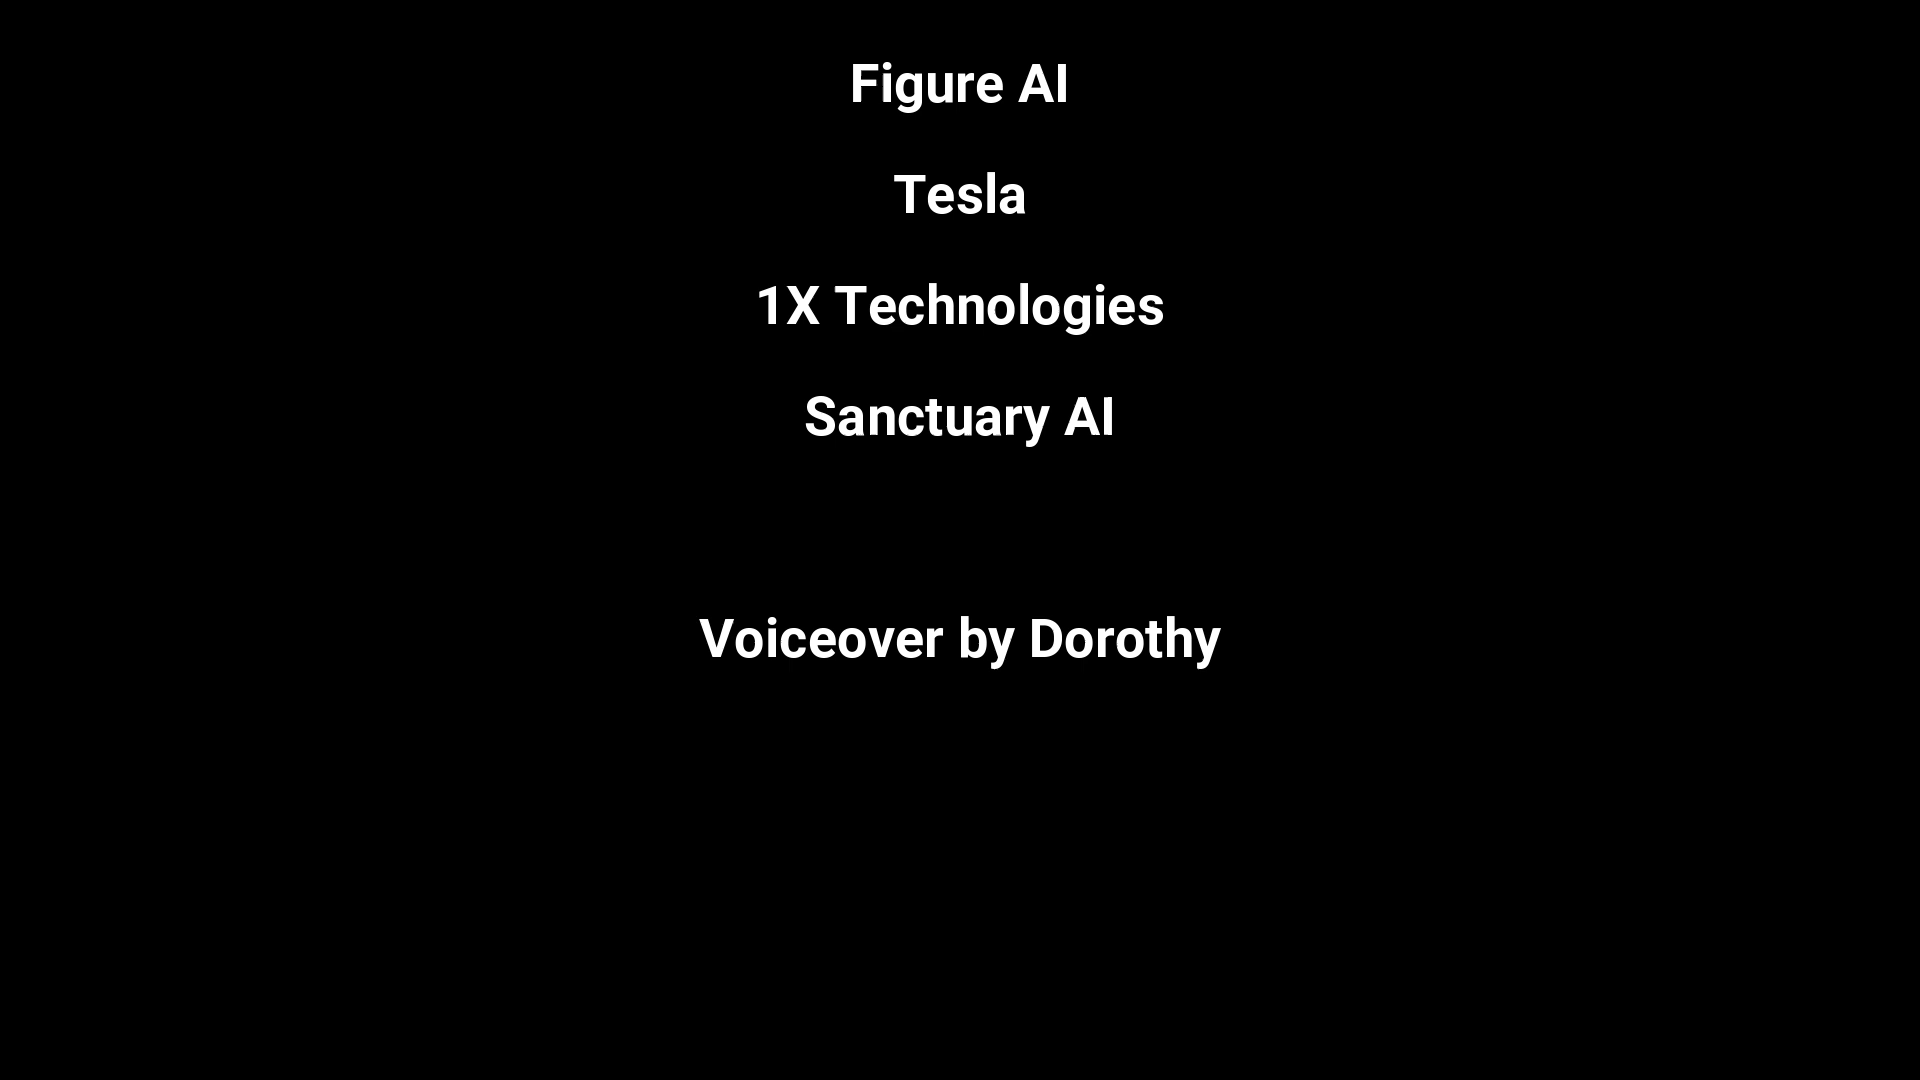 Figure AI
Tesla
1X Technologies
Sanctuary AI
Voiceover by Dorothy